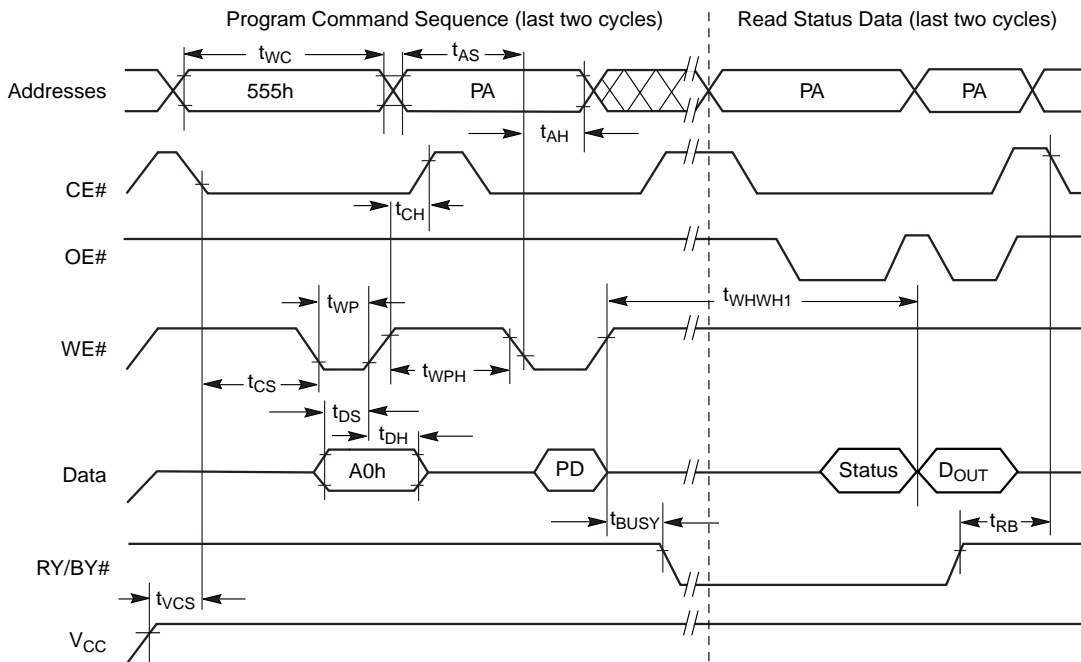 Program Command Sequence (last two cycles)
Read Status Data (last two cycles)
tWC
tAS
Addresses
555h
PA
PA
PA
tAH
CE#
tCH
OE#
tWP
tWHWH1
WE#
tCS
tWPH
tDS
tDH
Data
A0h
PD
Status
DOUT
tBUSY
tRB
RY/BY#
tVCS
VCC